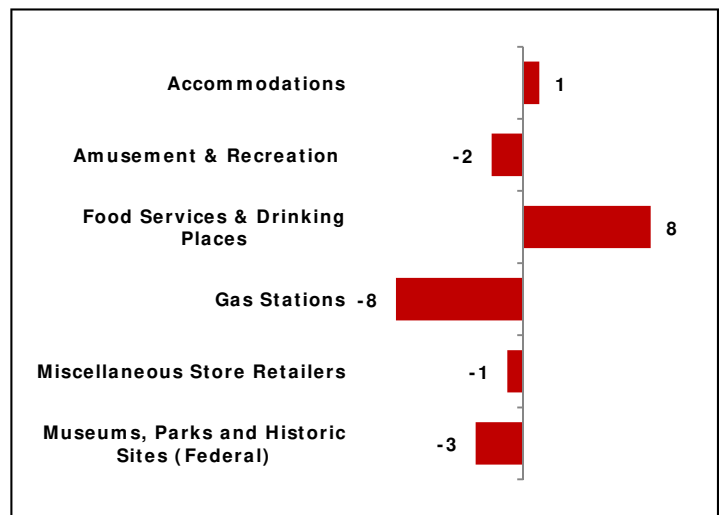 Accommodations
1
Amusement & Recreation
-2
Food Services & Drinking
Places
8
Gas Stations
-8
Miscellaneous Store Retailers
-1
Museums, Parks and Historic
Sites (Federal)
-3